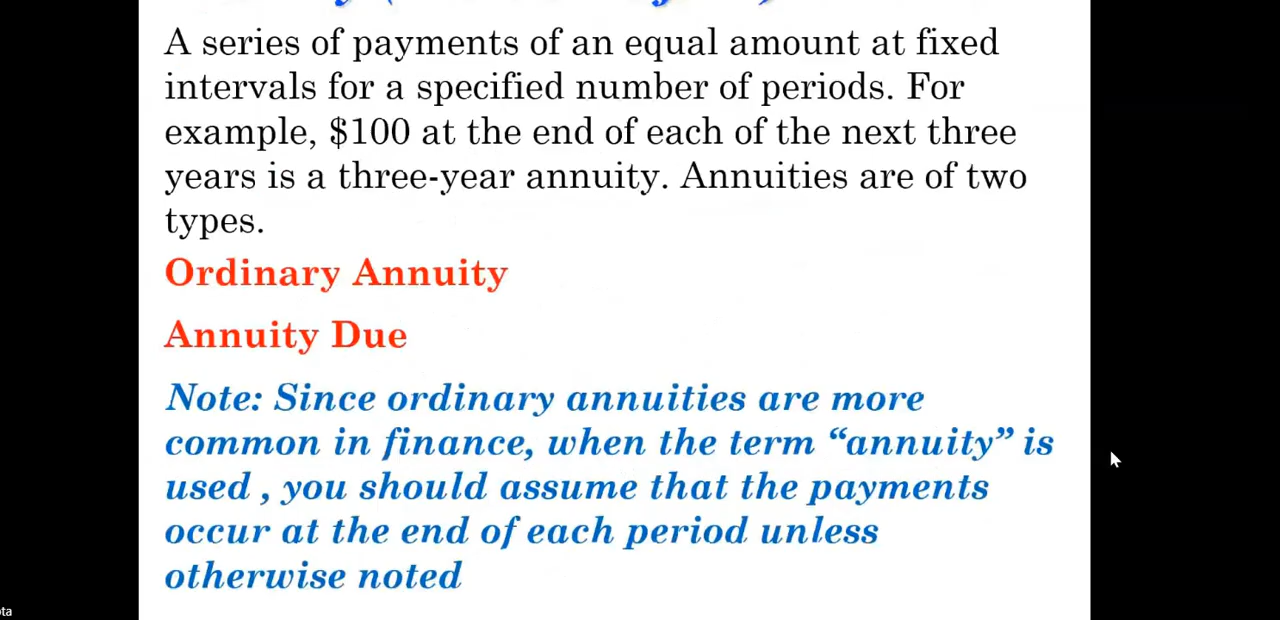 A series of payments of an equal amount at fixed
intervals for a specified number of periods. For
example, $100 at the end of each of the next three
years is a three-year annuity. Annuities are of two
types.
Ordinary Annuity
Annuity Due
Note: Since ordinary annuities are more
common in finance, when the term “annuity” is
used , you should assume that the payments
occur at the end of each period unless
otherwise noted